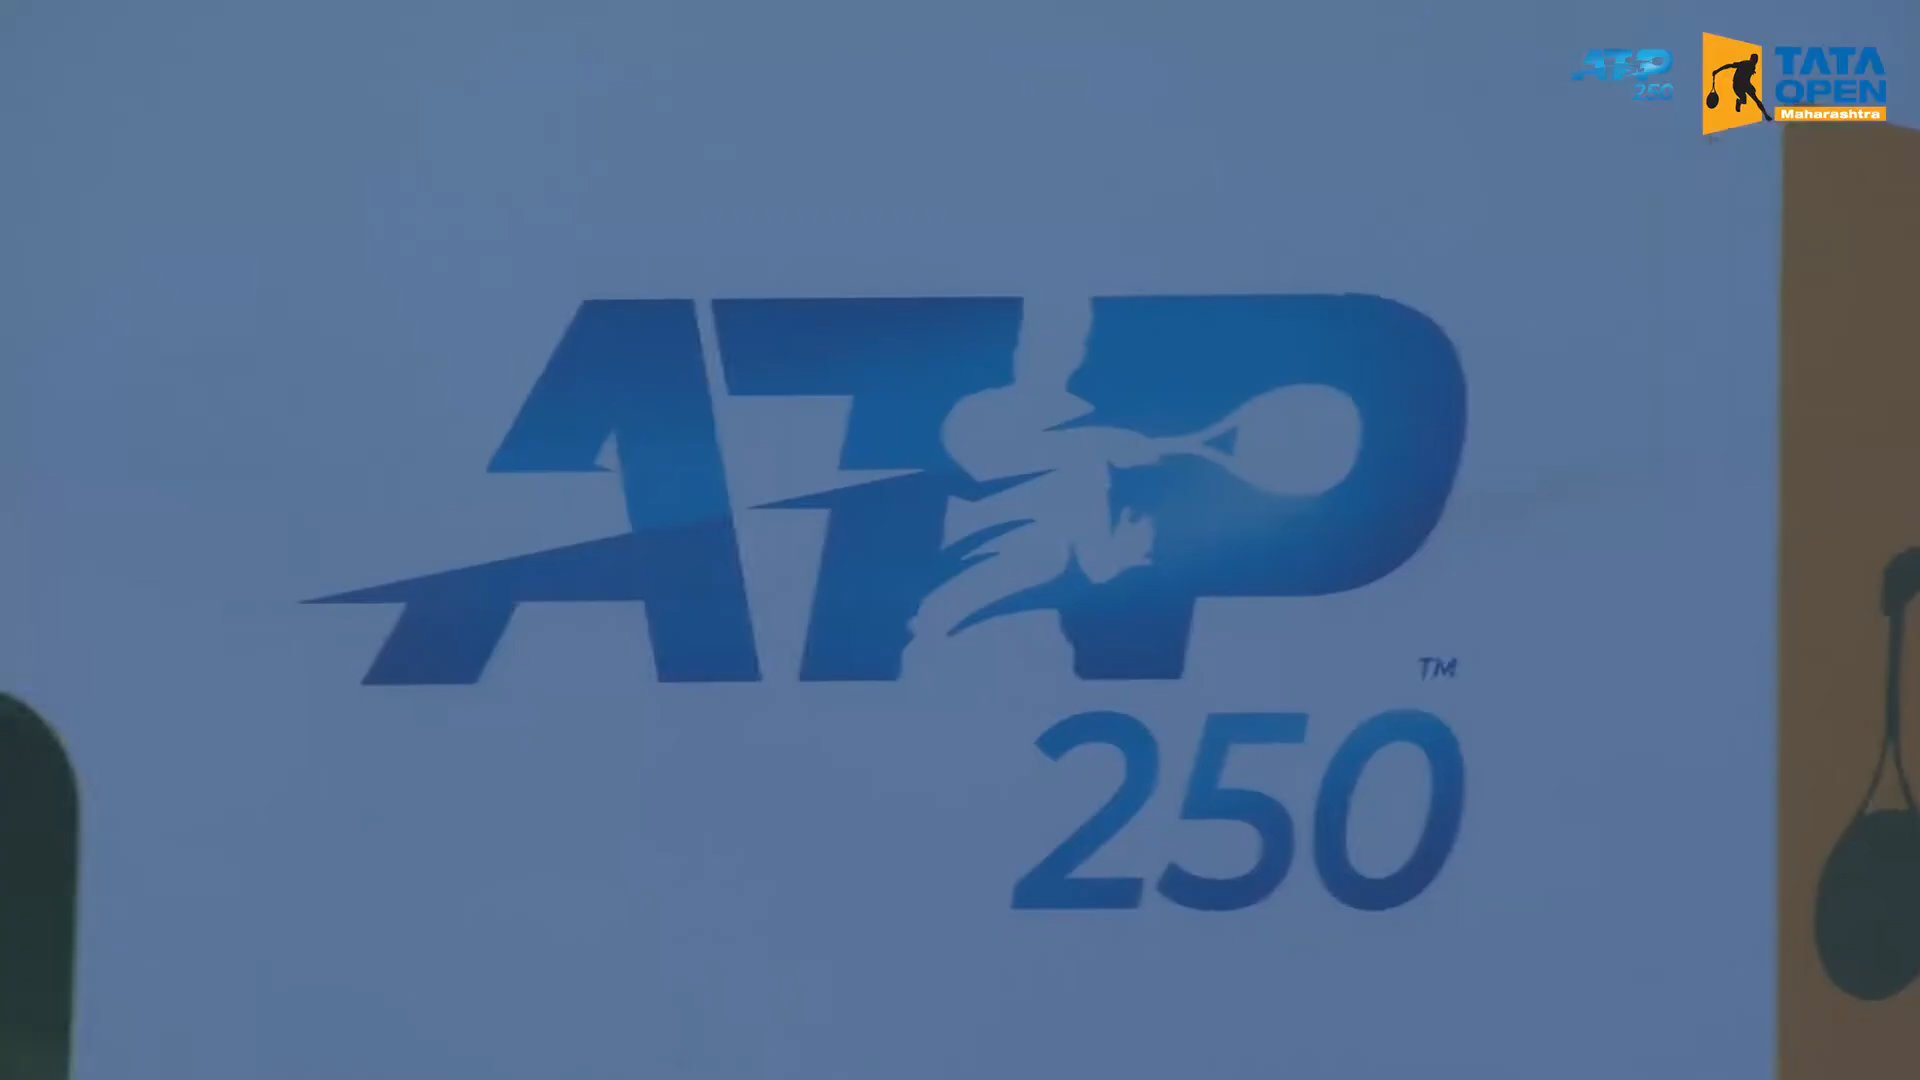 ATP
250
TATA
OPEN
Maharashtra
ATP
™
250